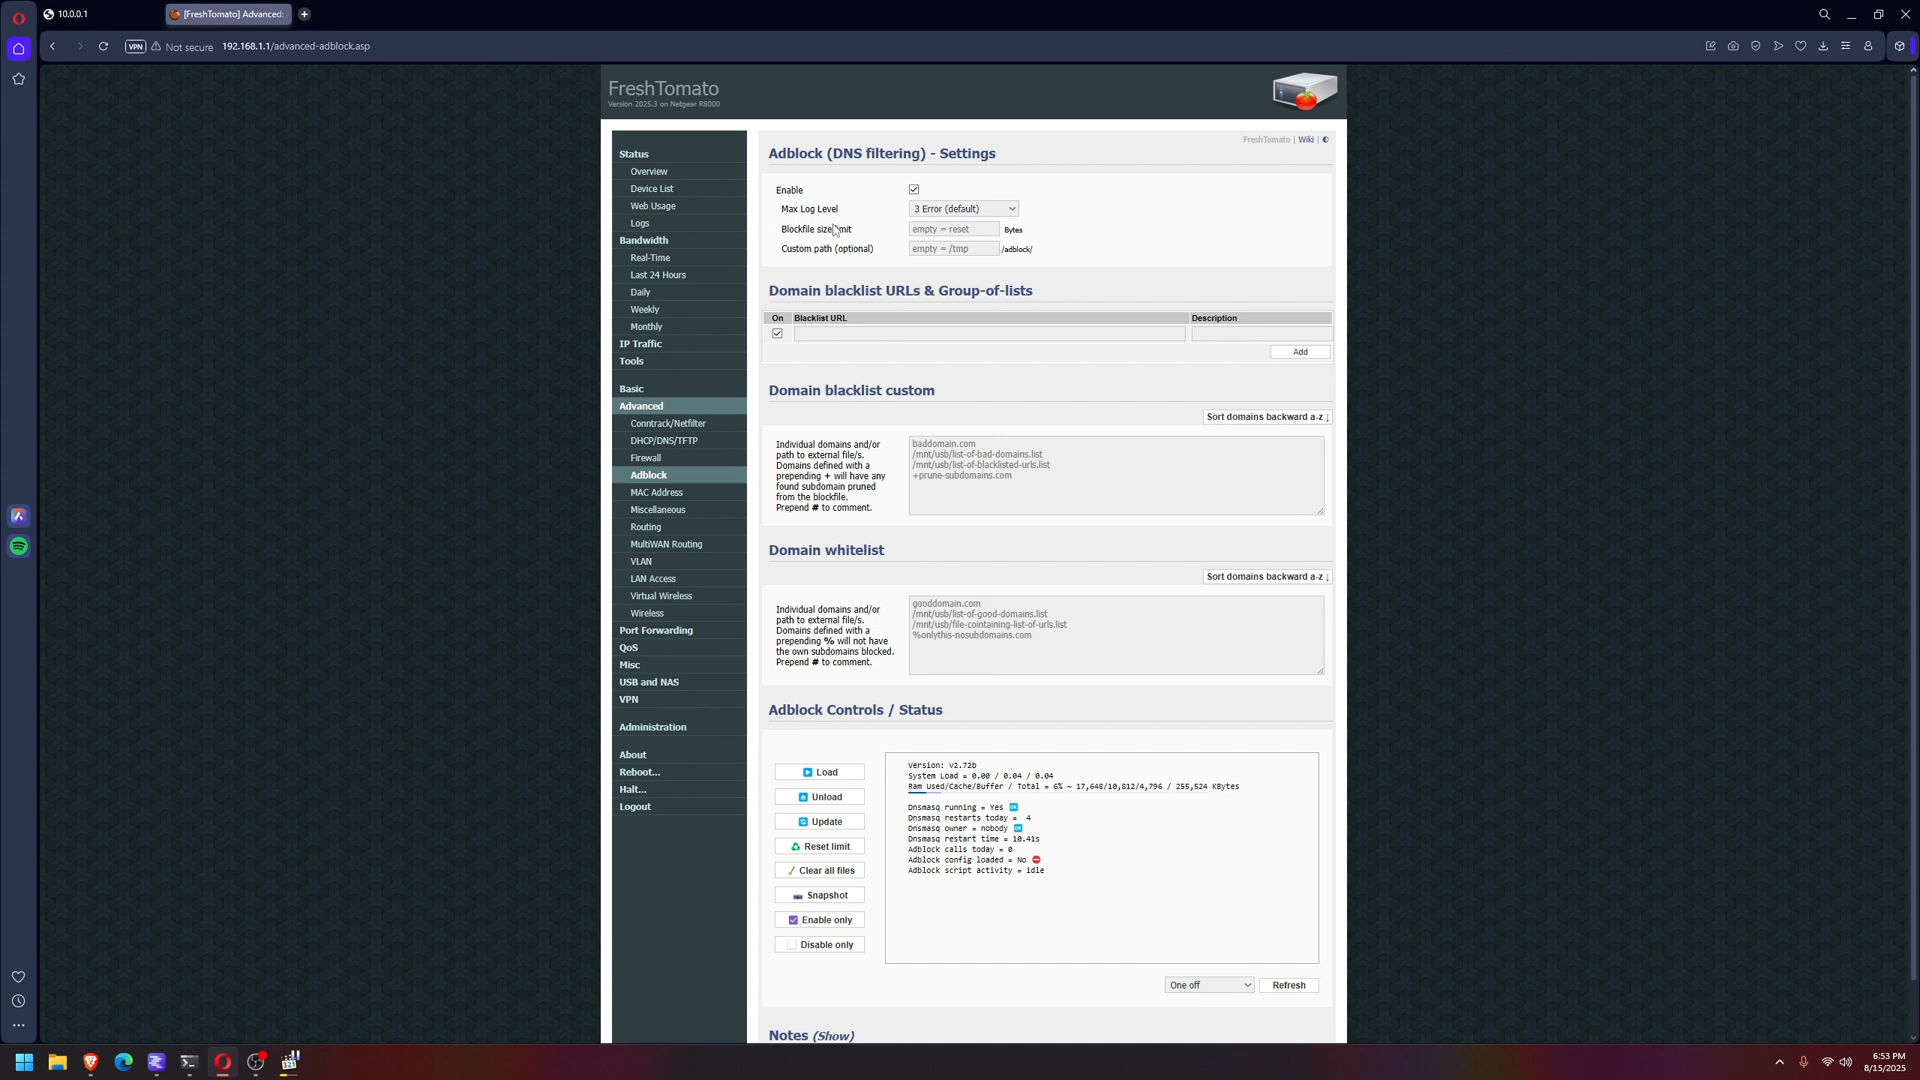 10.0.0.1
[FreshTomato] Advanced:
VPN
Not secure
192.168.1.1/advanced-adblock.asp
FreshTomato
Version 2025.3 on Netgear R8000
FreshTomato | Wiki |
Status
Overview
Device List
Web Usage
Logs
Bandwidth
Real-Time
Last 24 Hours
Daily
Weekly
Monthly
IP Traffic
Tools
Basic
Advanced
Conntrack/Netfilter
DHCP/DNS/TFTP
Firewall
Adblock
MAC Address
Miscellaneous
Routing
MultiWAN Routing
VLAN
LAN Access
Virtual Wireless
Wireless
Port Forwarding
QoS
Misc
USB and NAS
VPN
Administration
About
Reboot...
Halt...
Logout
Adblock (DNS filtering) - Settings
Enable
Max Log Level
3 Error (default)
Blockfile size limit
empty = reset
Bytes
Custom path (optional)
empty = /tmp
/adblock/
Domain blacklist URLs & Group-of-lists
On
Blacklist URL
Description
Add
Domain blacklist custom
Sort domains backward a-z ↓
Individual domains and/or
path to external file/s.
Domains defined with a
prepending + will have any
found subdomain pruned
from the blockfile.
Prepend # to comment.
baddomain.com
/mnt/usb/list-of-bad-domains.list
/mnt/usb/list-of-blacklisted-urls.list
+prune-subdomains.com
Domain whitelist
Sort domains backward a-z ↓
Individual domains and/or
path to external file/s.
Domains defined with a
prepending % will not have
the own subdomains blocked.
Prepend # to comment.
gooddomain.com
/mnt/usb/list-of-good-domains.list
/mnt/usb/file-cointaining-list-of-urls.list
%onlythis-nosubdomains.com
Adblock Controls / Status
Load
Unload
Update
Reset limit
Clear all files
Snapshot
Enable only
Disable only
Version: v2.72b
System Load = 0.00 / 0.04 / 0.04
Ram Used/Cache/Buffer / Total = 6% ~ 17,648/10,812/4,796 / 255,524 KBytes
Dnsmasq running = Yes
Dnsmasq restarts today = 4
Dnsmasq owner = nobody
Dnsmasq restart time = 10.41s
Adblock calls today = 0
Adblock config loaded = No
Adblock script activity = idle
One off
Refresh
Notes (Show)
6:53 PM
8/15/2025